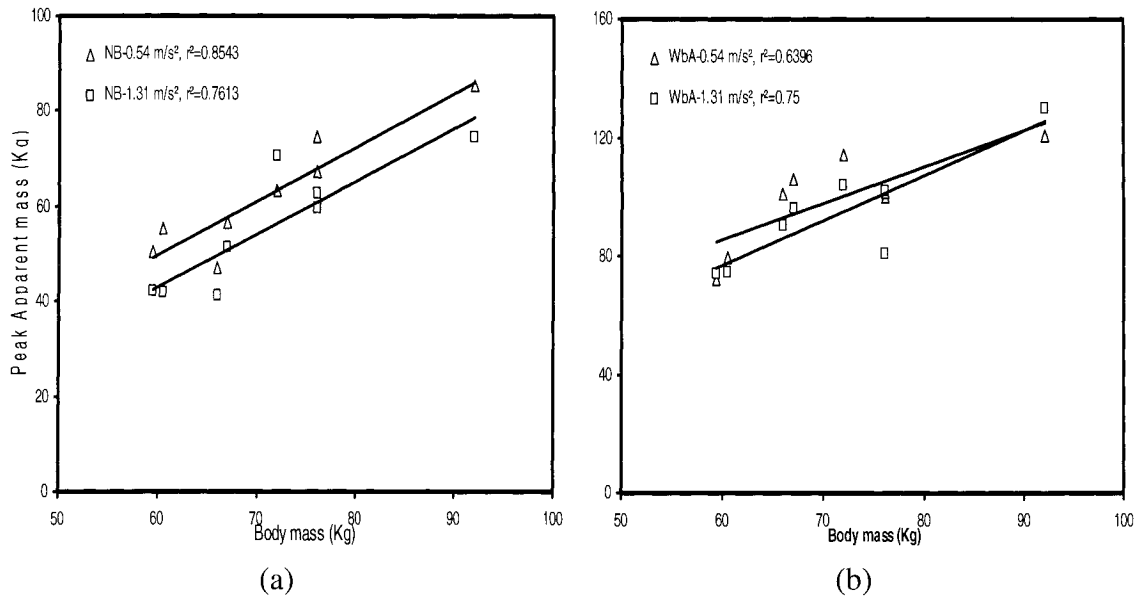 100
80
60
40
20
0
Peak Apparent mass (Kg)
NB-0.54 m/s², r²=0.8543
NB-1.31 m/s², r²=0.7613
50 60 70 80 90 100
Body mass (Kg)
(a)
160
120
80
40
0
WbA-0.54 m/s², r²=0.6396
WbA-1.31 m/s², r²=0.75
50 60 70 80 90 100
Body mass (Kg)
(b)